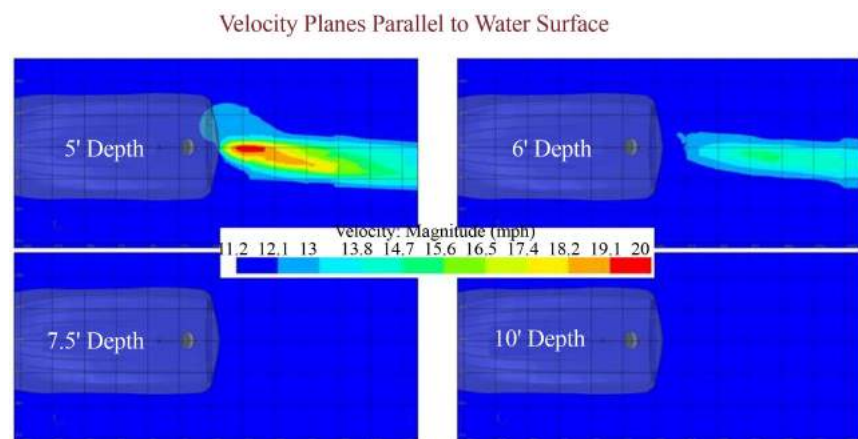 Velocity Planes Parallel to Water Surface
5' Depth
6' Depth
Velocity: Magnitude (mph)
11.2 12.1 13 13.8 14.7 15.6 16.5 17.4 18.2 19.1 20
7.5' Depth
10' Depth